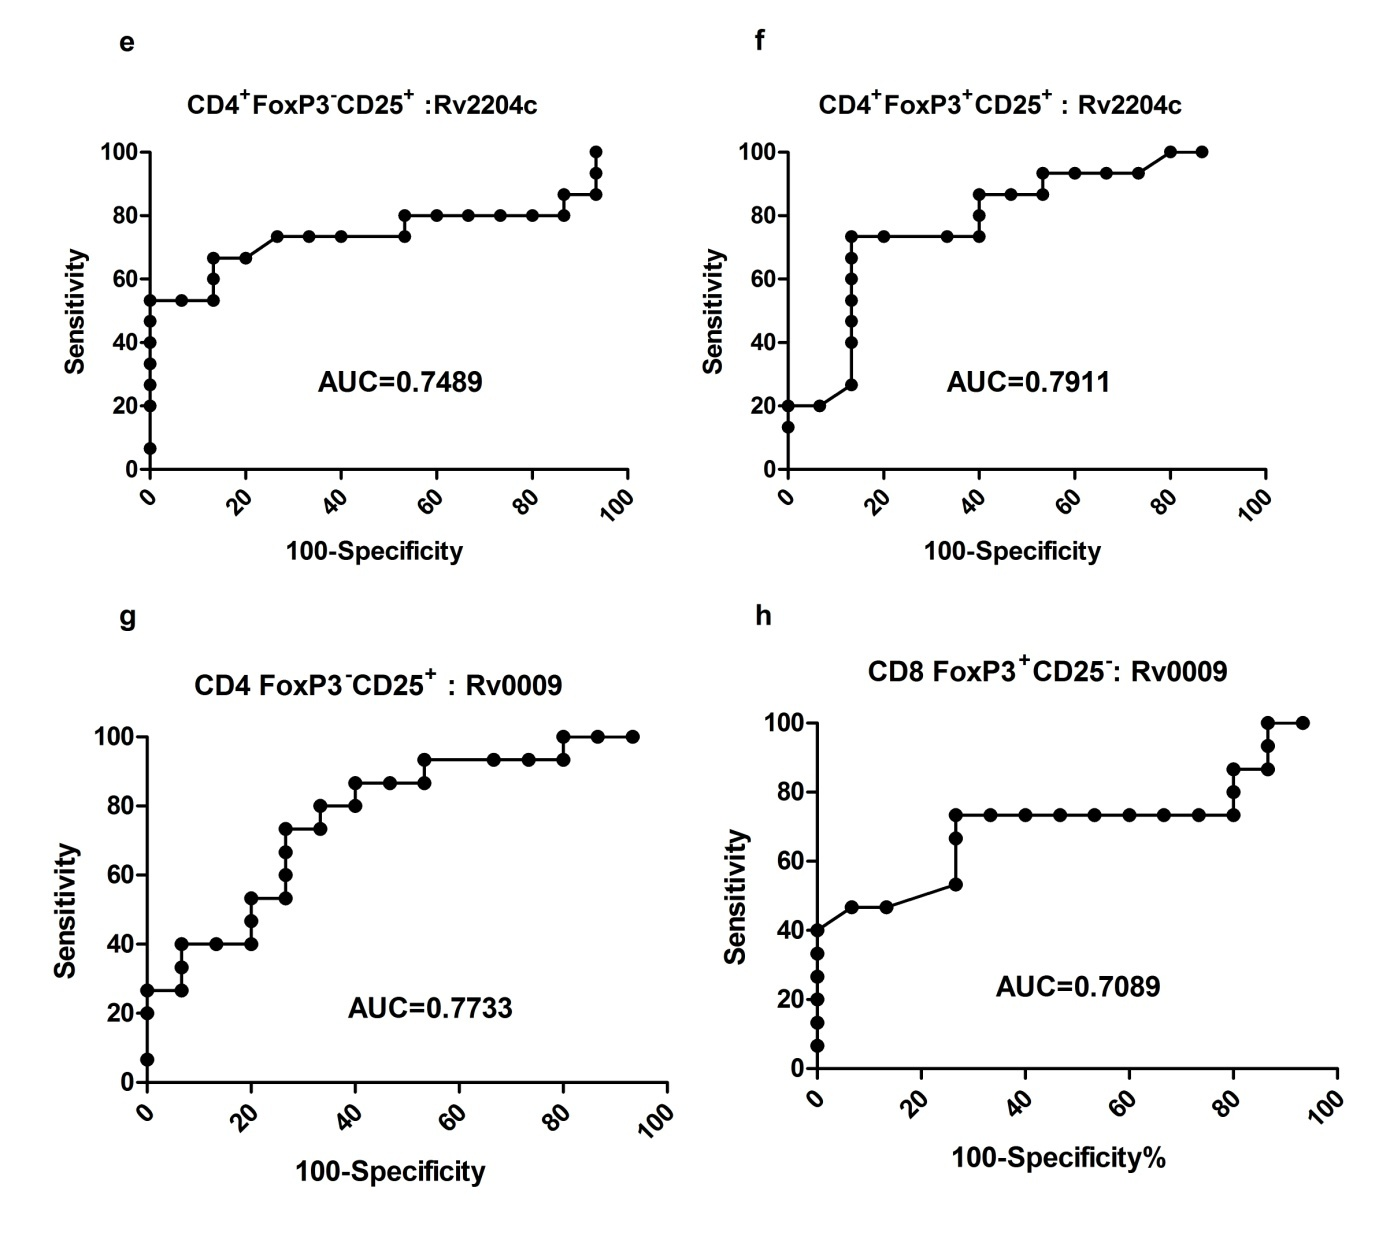 e
CD4+FoxP3-CD25+ :Rv2204c
100
80
60
40
20
0
Sensitivity
AUC=0.7489
0 20 40 60 80 100
100-Specificity
f
CD4+FoxP3+CD25+ : Rv2204c
100
80
60
40
20
0
Sensitivity
AUC=0.7911
0 20 40 60 80 100
100-Specificity
g
CD4 FoxP3-CD25+ : Rv0009
100
80
60
40
20
0
Sensitivity
AUC=0.7733
0 20 40 60 80 100
100-Specificity
h
CD8 FoxP3+CD25-: Rv0009
100
80
60
40
20
0
Sensitivity
AUC=0.7089
0 20 40 60 80 100
100-Specificity%